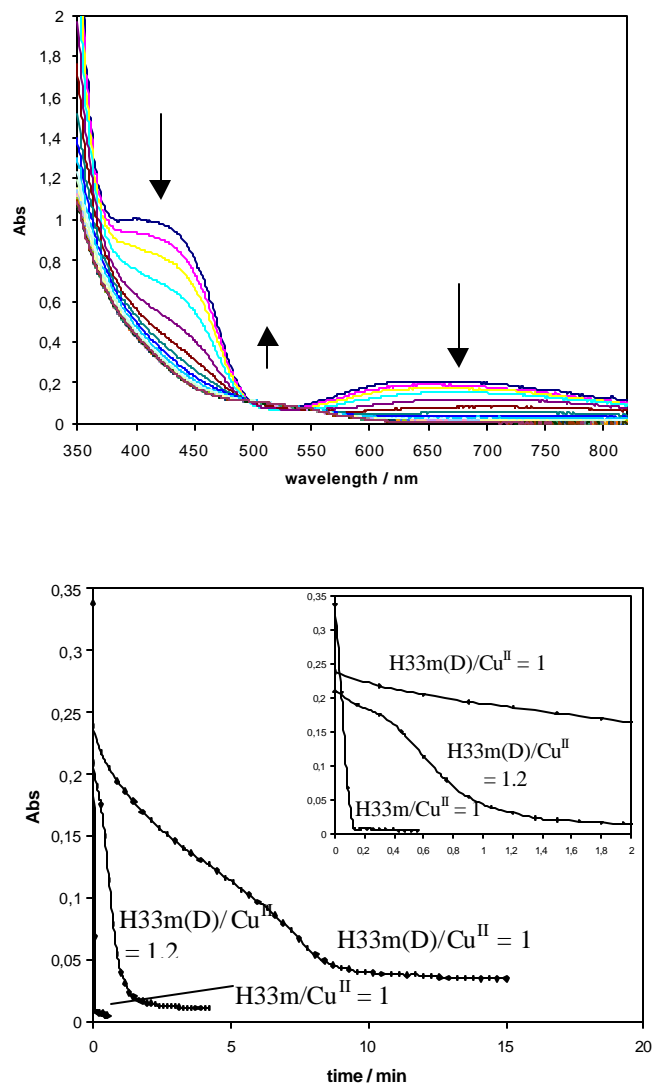 2
1,8
1,6
1,4
1,2
1
0,8
0,6
0,4
0,2
0
Abs
350 400 450 500 550 600 650 700 750 800
wavelength / nm
0,35
0,3
0,25
0,2
0,15
0,1
0,05
0
Abs
0 5 10 15 20
time / min
H33m(D)/Cu^II
= 1.2
H33m(D)/Cu^II = 1
H33m/Cu^II = 1
0,35
0,3
0,25
0,2
0,15
0,1
0,05
0
0 0,2 0,4 0,6 0,8 1 1,2 1,4 1,6 1,8 2
H33m(D)/Cu^II = 1
H33m(D)/Cu^II
= 1.2
H33m/Cu^II = 1